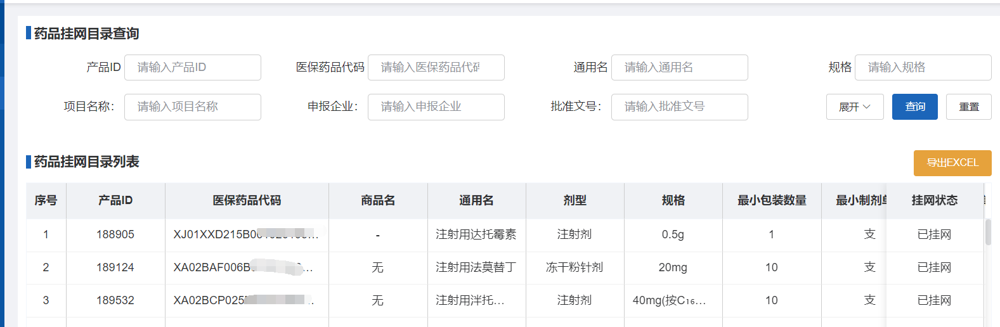 药品挂网目录查询
产品ID 请输入产品ID 医保药品代码 请输入医保药品代码 通用名 请输入通用名 规格 请输入规格
项目名称： 请输入项目名称 申报企业： 请输入申报企业 批准文号： 请输入批准文号 展开 查询 重置
药品挂网目录列表 导出EXCEL
序号 产品ID 医保药品代码 商品名 通用名 剂型 规格 最小包装数量 最小制剂单 挂网状态
1 188905 XJ01XXD215B0 - 注射用达托霉素 注射剂 0.5g 1 支 已挂网
2 189124 XA02BAF006B 无 注射用法莫替丁 冻干粉针剂 20mg 10 支 已挂网
3 189532 XA02BCP025 无 注射用泮托… 注射剂 40mg(按C₁₆… 10 支 已挂网